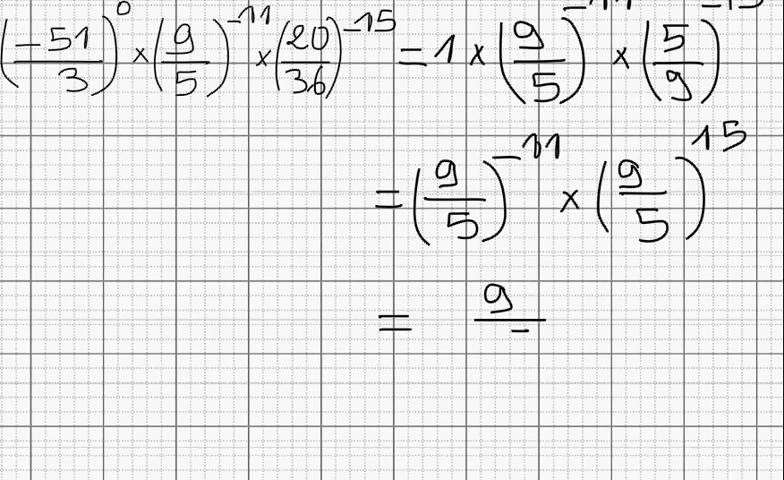 (-51/3)^0 × (9/5)^-11 × (20/36)^-15 = 1 × (9/5)^-11 × (5/9)^-15
= (9/5)^-11 × (9/5)^15
= 9/-